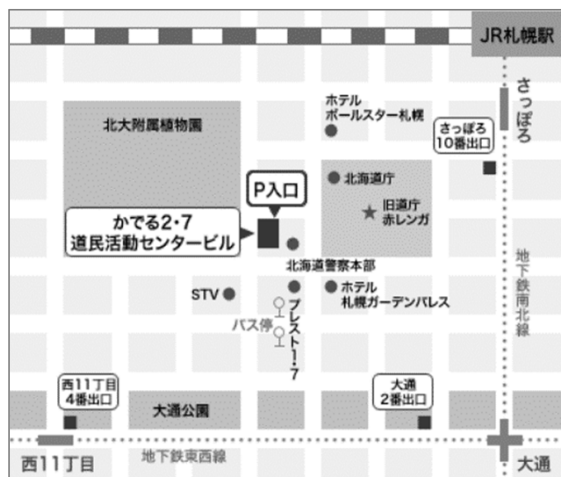 JR札幌駅
さっぽろ
ホテル
ポールスター札幌
北大附属植物園
さっぽろ
10番出口
P入口
北海道庁
旧道庁
赤レンガ
かでる2・7
道民活動センタービル
北海道警察本部
地下鉄南北線
STV
ホテル
札幌ガーデンパレス
バス停
プレスト1・7
西11丁目
4番出口
大通公園
大通
2番出口
西11丁目
地下鉄東西線
大通